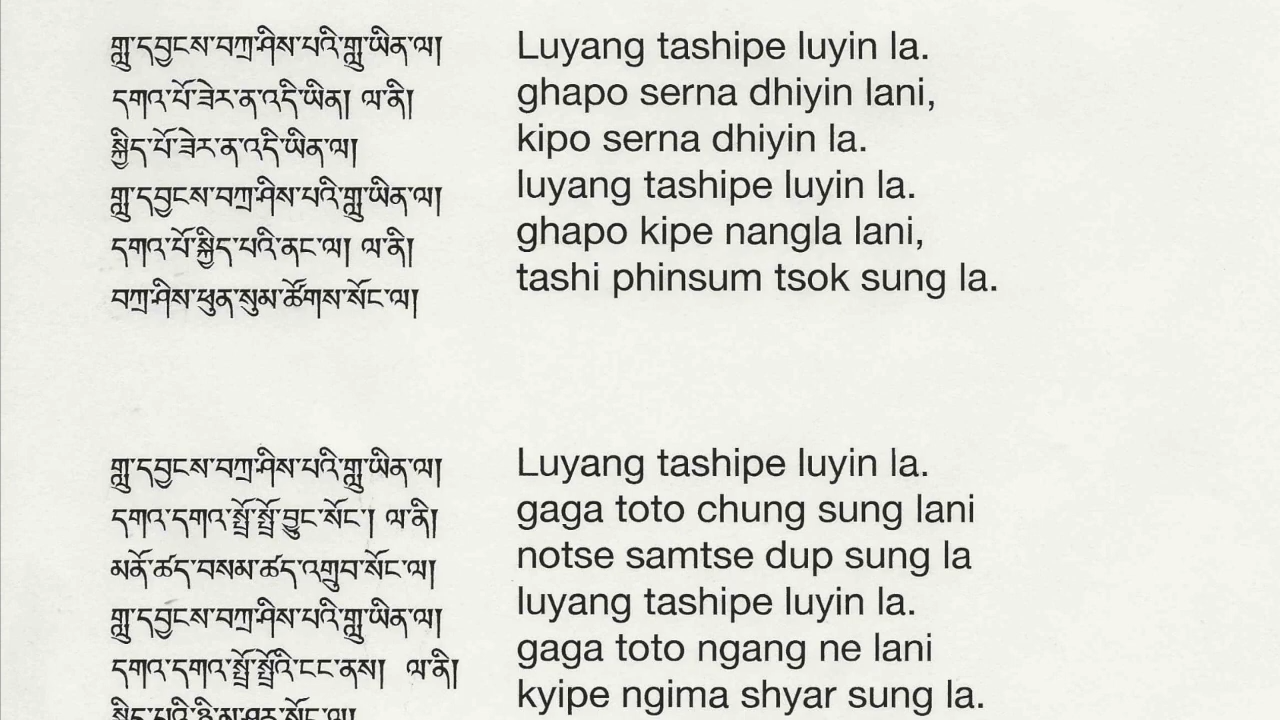 གླུ་དབྱངས་བཀྲ་ཤིས་པའི་གླུ་ཡིན་ལ།
དགའ་པོ་ཟེར་ན་འདི་ཡིན། ལ་ནི།
སྐྱིད་པོ་ཟེར་ན་འདི་ཡིན་ལ།
གླུ་དབྱངས་བཀྲ་ཤིས་པའི་གླུ་ཡིན་ལ།
དགའ་པོ་སྐྱིད་པའི་ནང་ལ། ལ་ནི།
བཀྲ་ཤིས་ཕུན་སུམ་ཚོགས་སོང་ལ།
Luyang tashipe luyin la.
ghapo serna dhiyin lani,
kipo serna dhiyin la.
luyang tashipe luyin la.
ghapo kipe nangla lani,
tashi phinsum tsok sung la.
གླུ་དབྱངས་བཀྲ་ཤིས་པའི་གླུ་ཡིན་ལ།
དགའ་དགའ་སྤྲོ་སྤྲོ་བྱུང་སོང་། ལ་ནི།
མནོ་ཚད་བསམ་ཚད་འགྲུབ་སོང་ལ།
གླུ་དབྱངས་བཀྲ་ཤིས་པའི་གླུ་ཡིན་ལ།
དགའ་དགའ་སྤྲོ་སྤྲོའི་ངང་ནས། ལ་ནི།
སྐྱིད་པའི་ཉི་མ་ཤར་སོང་ལ།
Luyang tashipe luyin la.
gaga toto chung sung lani
notse samtse dup sung la
luyang tashipe luyin la.
gaga toto ngang ne lani
kyipe ngima shyar sung la.